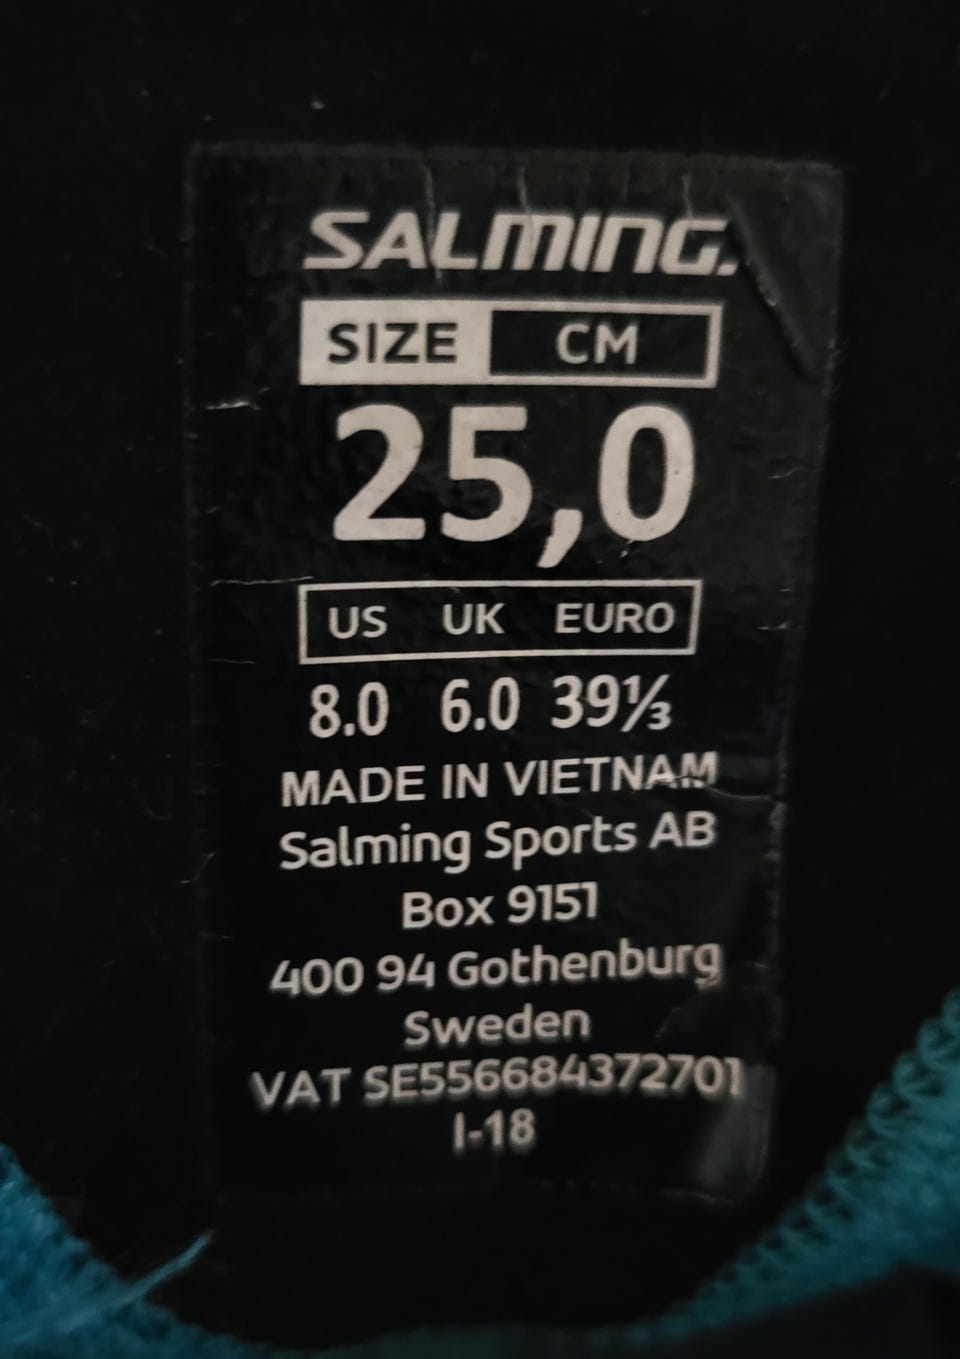 SALMING.
SIZE CM
25,0
US UK EURO
8.0 6.0 39⅓
MADE IN VIETNAM
Salming Sports AB
Box 9151
400 94 Gothenburg
Sweden
VAT SE556684372701
I-18